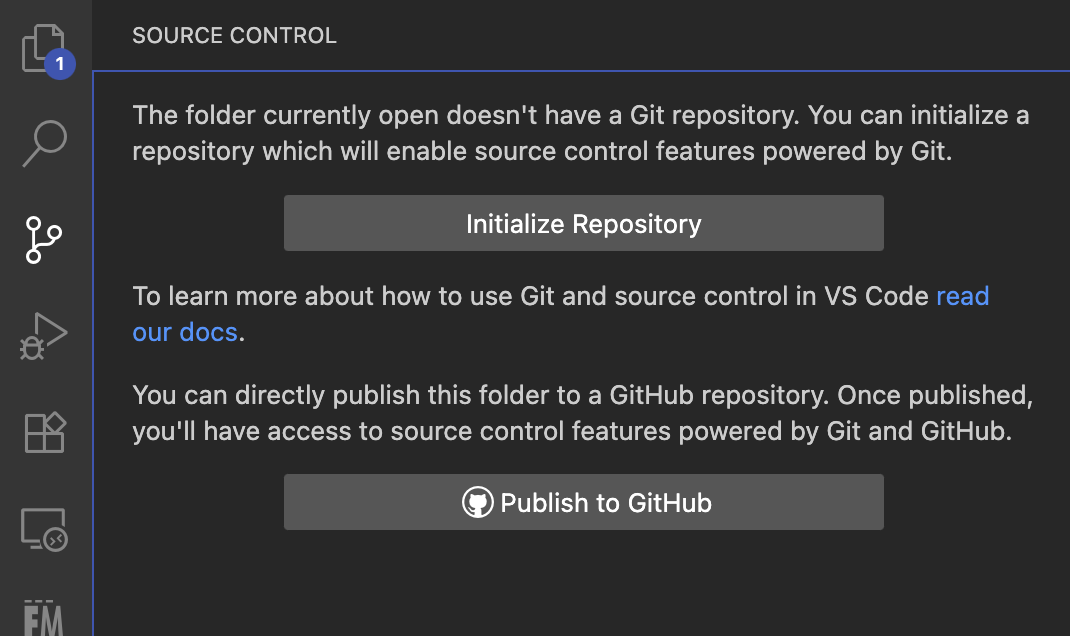 SOURCE CONTROL
1
The folder currently open doesn't have a Git repository. You can initialize a
repository which will enable source control features powered by Git.
Initialize Repository
To learn more about how to use Git and source control in VS Code read
our docs.
You can directly publish this folder to a GitHub repository. Once published,
you'll have access to source control features powered by Git and GitHub.
Publish to GitHub
FM